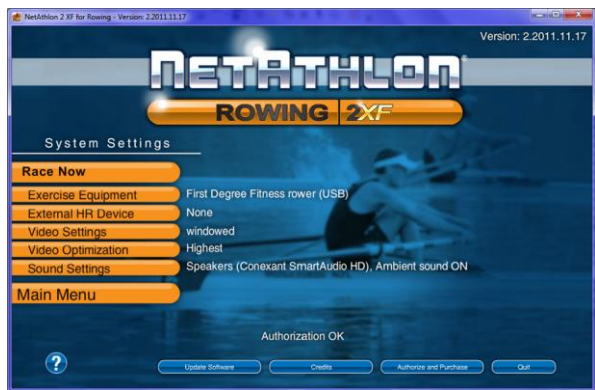 NetAthlon 2 XF for Rowing - Version: 2.2011.11.17
Version: 2.2011.11.17
NETATHLON
ROWING 2XF
System Settings
Race Now
Exercise Equipment First Degree Fitness rower (USB)
External HR Device None
Video Settings windowed
Video Optimization Highest
Sound Settings Speakers (Conexant SmartAudio HD), Ambient sound ON
Main Menu
Authorization OK
? Update Software Credits Authorize and Purchase Quit